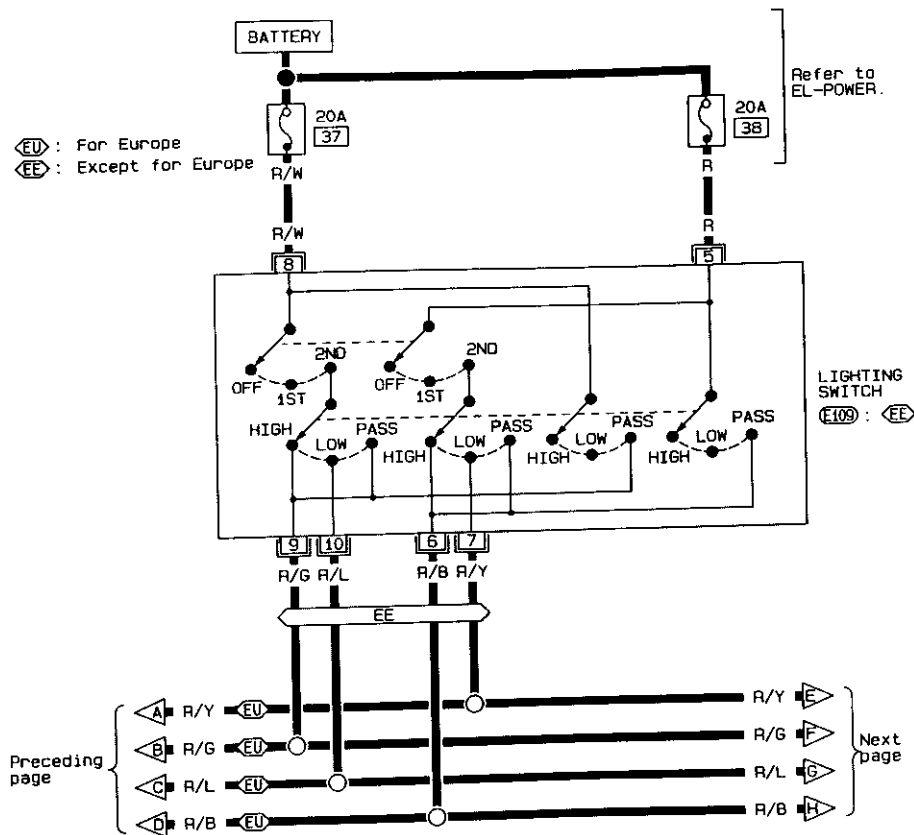 BATTERY
Refer to
EL-POWER.
20A
37
20A
38
EU : For Europe
EE : Except for Europe
R/W
R
R/W
R
8
5
2ND
2ND
OFF
1ST
OFF
1ST
LIGHTING
SWITCH
E109 : EE
HIGH
LOW
PASS
HIGH
LOW
PASS
HIGH
LOW
PASS
HIGH
LOW
PASS
9
10
6
7
R/G
R/L
R/B
R/Y
EE
Preceding
page
A
R/Y
EU
R/Y
E
B
R/G
EU
R/G
F
C
R/L
EU
R/L
G
D
R/B
EU
R/B
H
Next
page